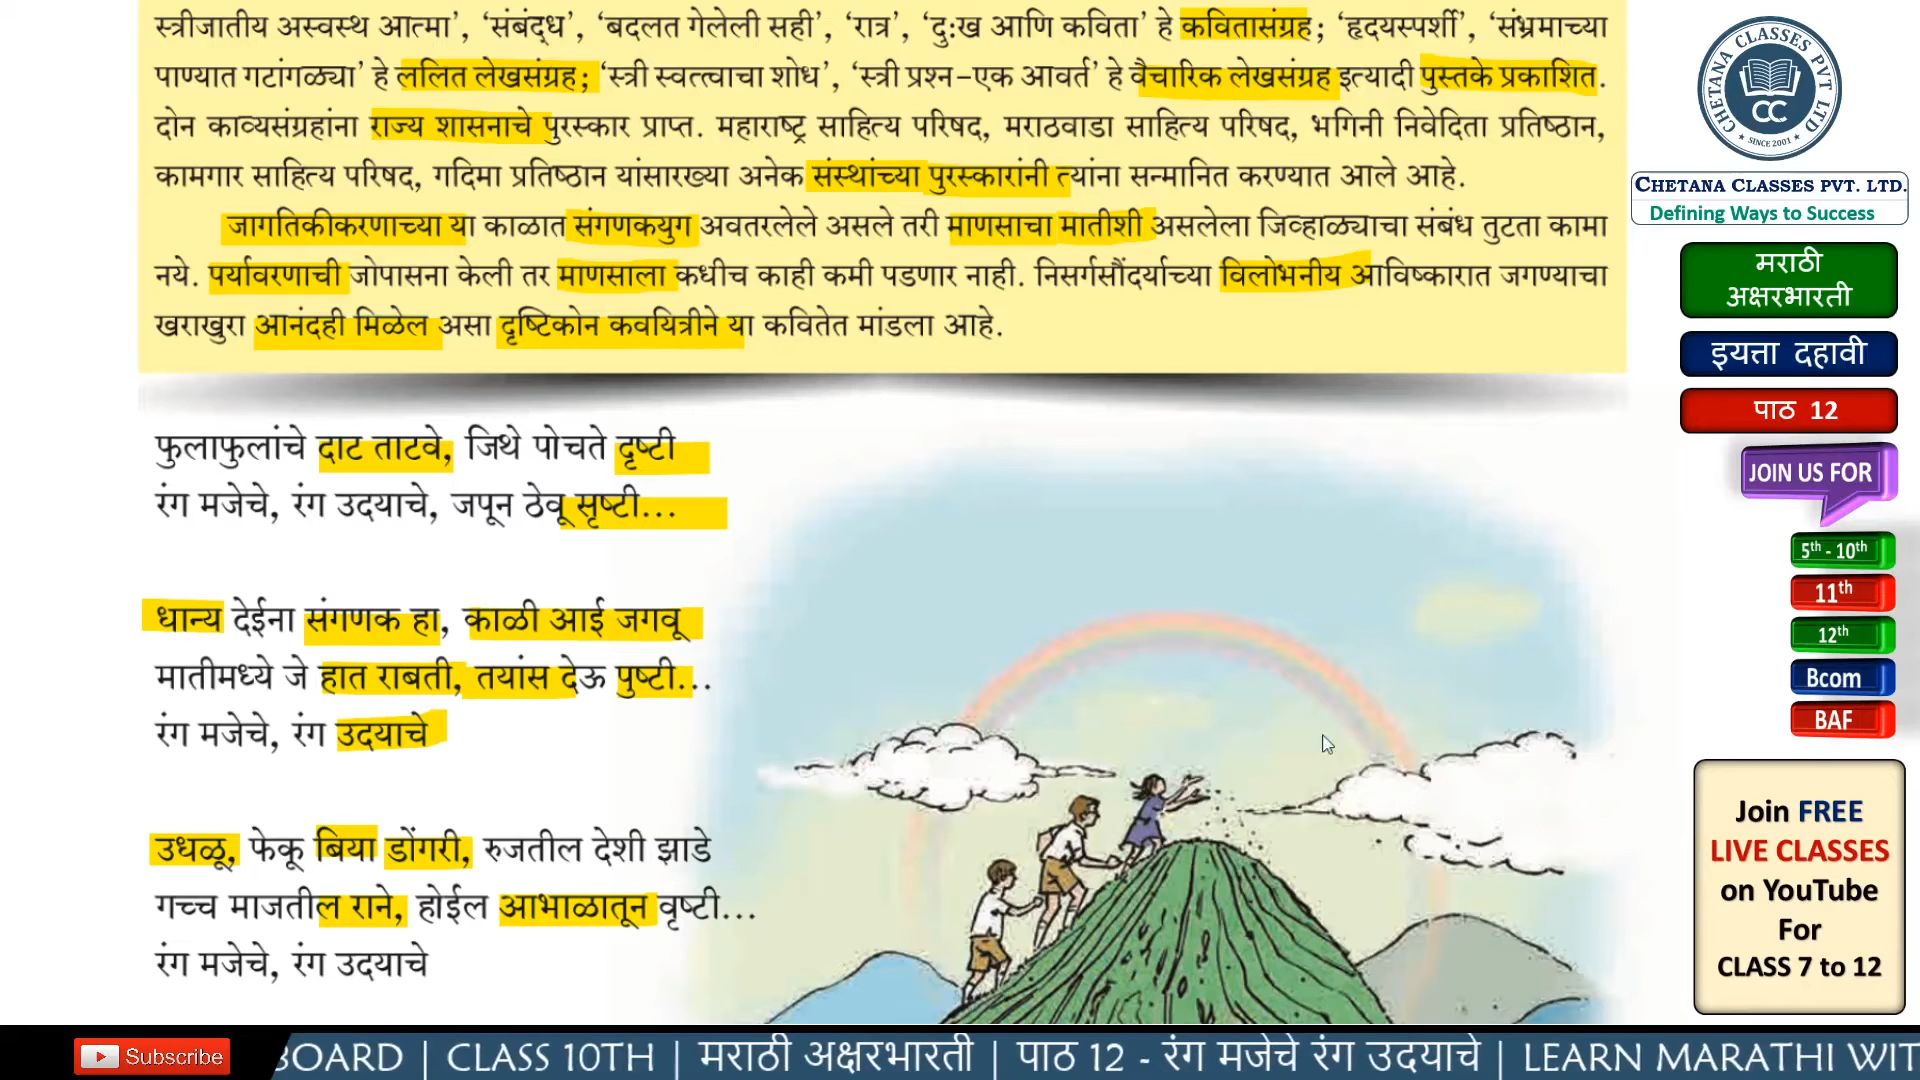 स्त्रीजातीय अस्वस्थ आत्मा’, ‘संबंद्ध’, ‘बदलत गेलेली सही’, ‘रात्र’, ‘दुःख आणि कविता’ हे कवितासंग्रह; ‘हृदयस्पर्शी’, ‘संभ्रमाच्या
पाण्यात गटांगळ्या’ हे ललित लेखसंग्रह; ‘स्त्री स्वत्त्वाचा शोध’, ‘स्त्री प्रश्न–एक आवर्त’ हे वैचारिक लेखसंग्रह इत्यादी पुस्तके प्रकाशित.
दोन काव्यसंग्रहांना राज्य शासनाचे पुरस्कार प्राप्त. महाराष्ट्र साहित्य परिषद, मराठवाडा साहित्य परिषद, भगिनी निवेदिता प्रतिष्ठान,
कामगार साहित्य परिषद, गदिमा प्रतिष्ठान यांसारख्या अनेक संस्थांच्या पुरस्कारांनी त्यांना सन्मानित करण्यात आले आहे.
जागतिकीकरणाच्या या काळात संगणकयुग अवतरलेले असले तरी माणसाचा मातीशी असलेला जिव्हाळ्याचा संबंध तुटता कामा
नये. पर्यावरणाची जोपासना केली तर माणसाला कधीच काही कमी पडणार नाही. निसर्गसौंदर्याच्या विलोभनीय आविष्कारात जगण्याचा
खराखुरा आनंदही मिळेल असा दृष्टिकोन कवयित्रीने या कवितेत मांडला आहे.
फुलाफुलांचे दाट ताटवे, जिथे पोचते दृष्टी
रंग मजेचे, रंग उदयाचे, जपून ठेवू सृष्टी...
धान्य देईना संगणक हा, काळी आई जगवू
मातीमध्ये जे हात राबती, तयांस देऊ पुष्टी...
रंग मजेचे, रंग उदयाचे
उधळू, फेकू बिया डोंगरी, रुजतील देशी झाडे
गच्च माजतील राने, होईल आभाळातून वृष्टी...
रंग मजेचे, रंग उदयाचे
CHETANA CLASSES PVT LTD
CC
SINCE 2001
CHETANA CLASSES PVT. LTD.
Defining Ways to Success
मराठी
अक्षरभारती
इयत्ता दहावी
पाठ 12
JOIN US FOR
5th - 10th
11th
12th
Bcom
BAF
Join FREE
LIVE CLASSES
on YouTube
For
CLASS 7 to 12
Subscribe
BOARD | CLASS 10TH | मराठी अक्षरभारती | पाठ 12 - रंग मजेचे रंग उदयाचे | LEARN MARATHI WIT